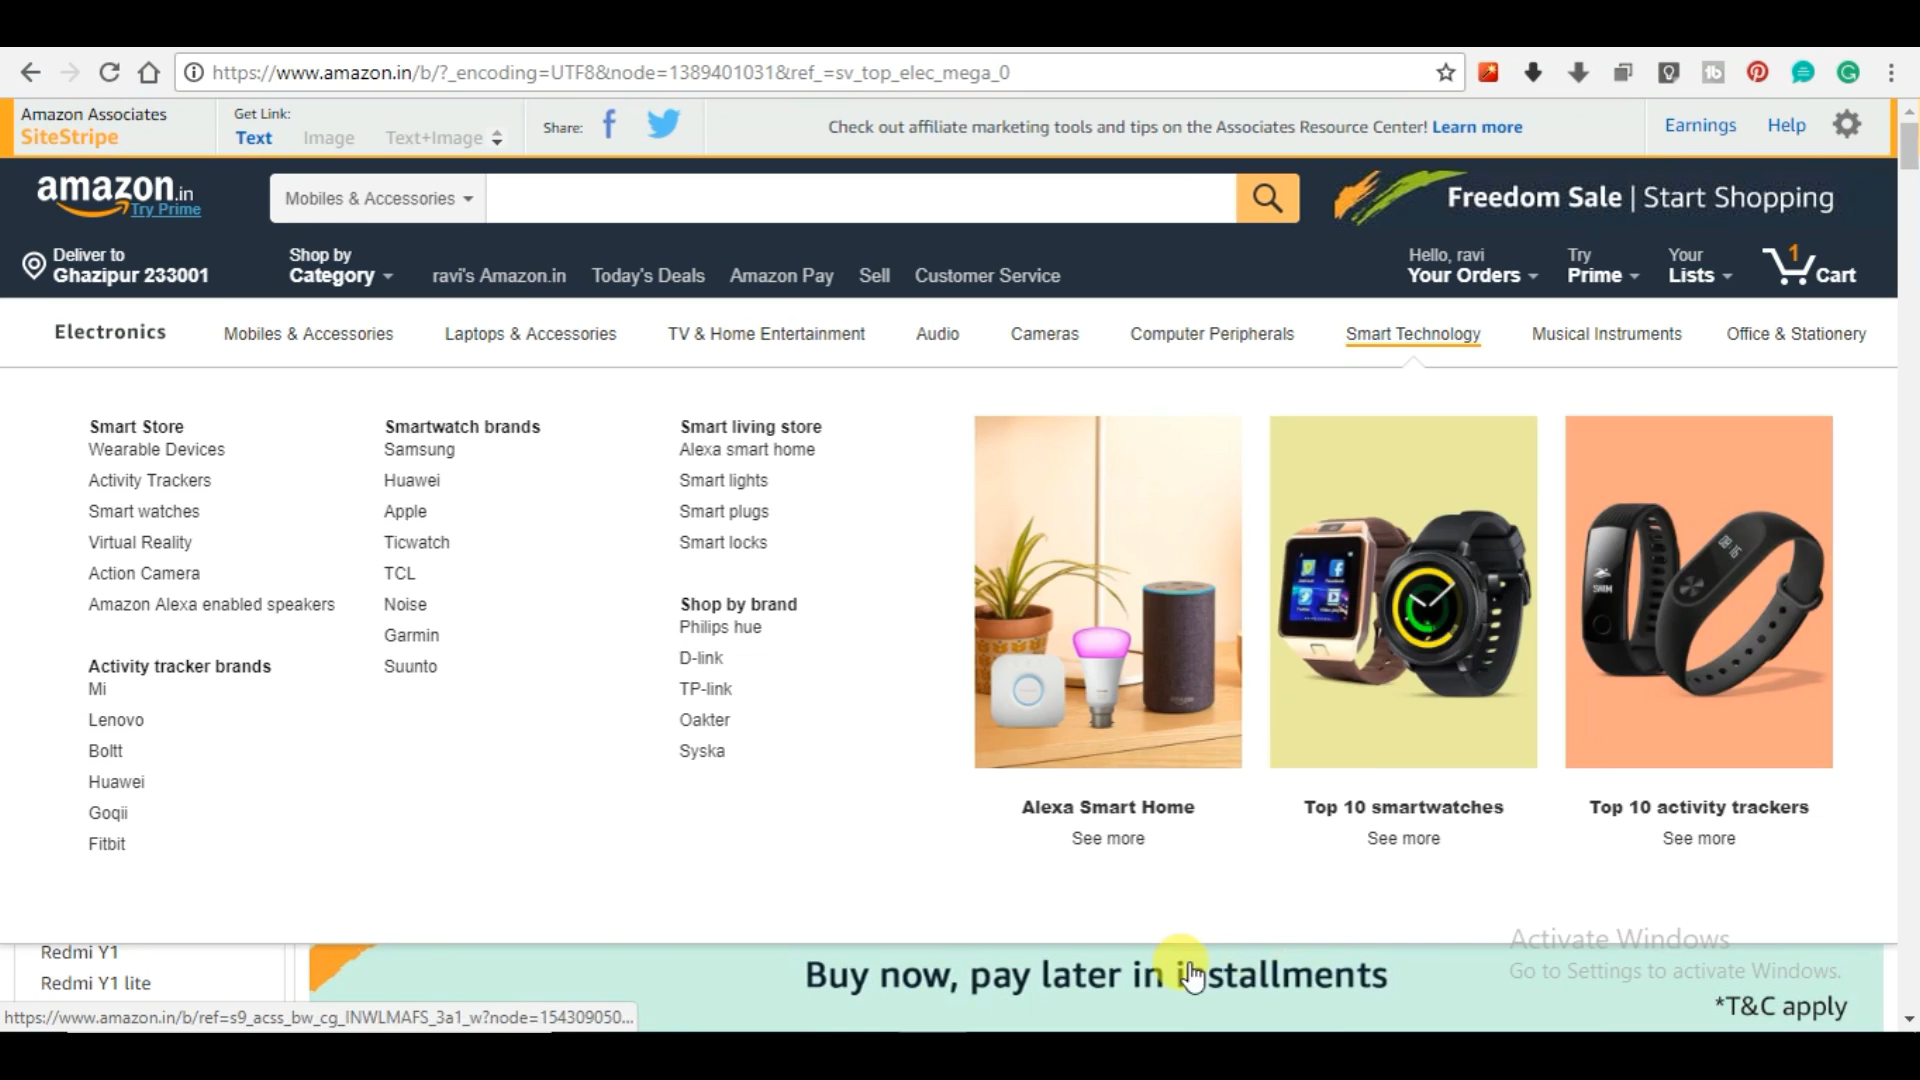 https://www.amazon.in/b/?_encoding=UTF8&node=1389401031&ref_=sv_top_elec_mega_0
Amazon Associates
SiteStripe
Get Link:
Text Image Text+Image
Share:
Check out affiliate marketing tools and tips on the Associates Resource Center! Learn more
Earnings Help
amazon.in
Try Prime
Mobiles & Accessories
Freedom Sale | Start Shopping
Deliver to
Ghazipur 233001
Shop by
Category
ravi's Amazon.in Today's Deals Amazon Pay Sell Customer Service
Hello, ravi
Your Orders
Try
Prime
Your
Lists
1
Cart
Electronics Mobiles & Accessories Laptops & Accessories TV & Home Entertainment Audio Cameras Computer Peripherals Smart Technology Musical Instruments Office & Stationery
Smart Store
Wearable Devices
Activity Trackers
Smart watches
Virtual Reality
Action Camera
Amazon Alexa enabled speakers
Activity tracker brands
Mi
Lenovo
Boltt
Huawei
Goqii
Fitbit
Smartwatch brands
Samsung
Huawei
Apple
Ticwatch
TCL
Noise
Garmin
Suunto
Smart living store
Alexa smart home
Smart lights
Smart plugs
Smart locks
Shop by brand
Philips hue
D-link
TP-link
Oakter
Syska
SWIM
Alexa Smart Home
See more
Top 10 smartwatches
See more
Top 10 activity trackers
See more
Redmi Y1
Redmi Y1 lite
Buy now, pay later in installments
*T&C apply
Activate Windows
Go to Settings to activate Windows.
https://www.amazon.in/b/ref=s9_acss_bw_cg_INWLMAFS_3a1_w?node=154309050...